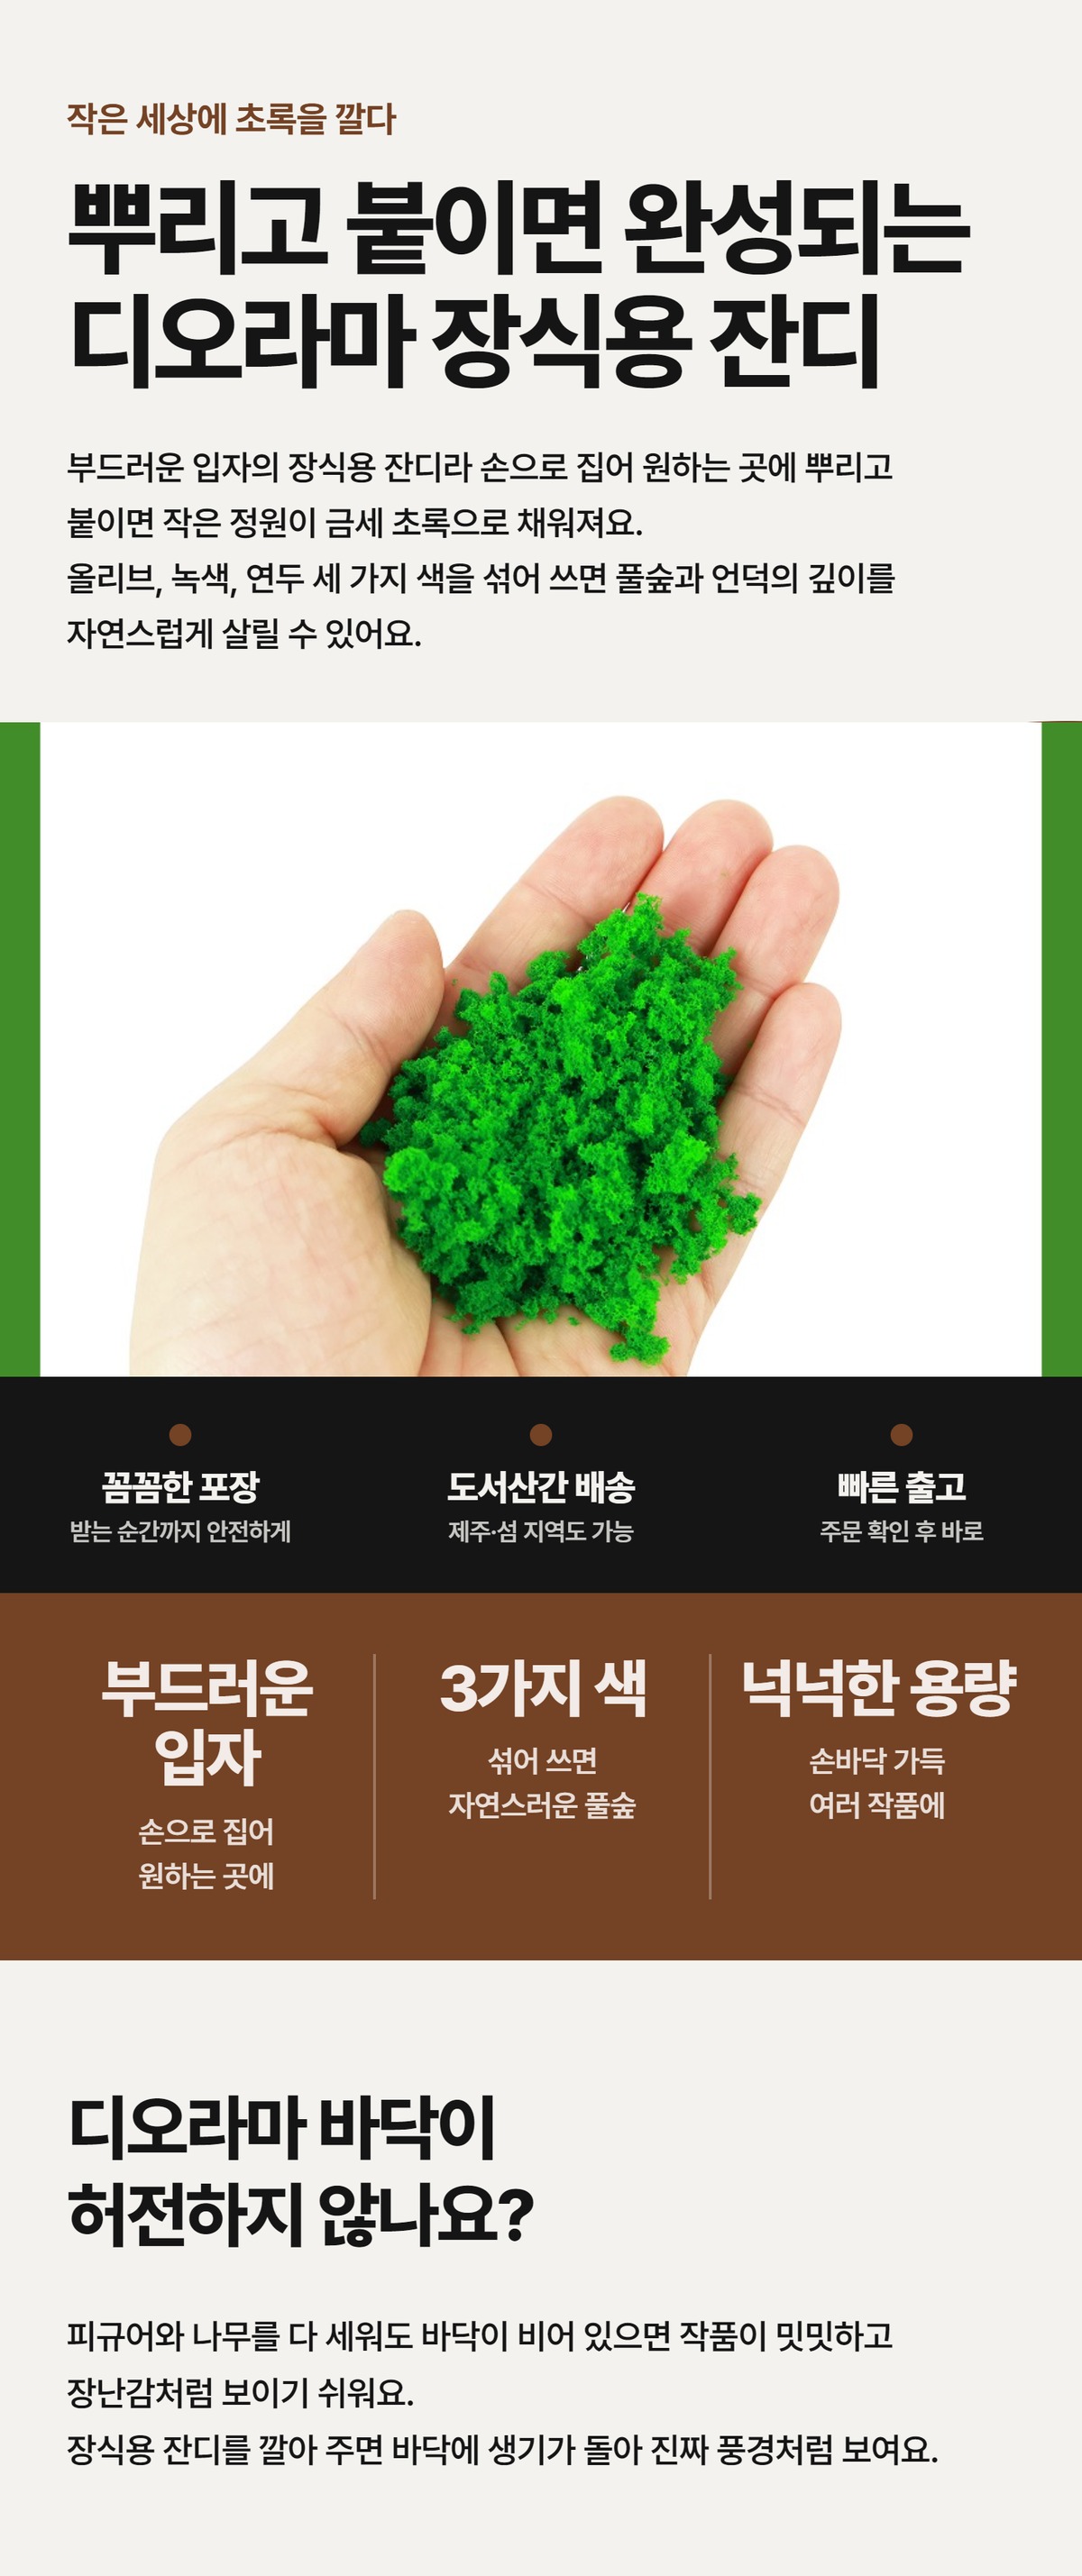 작은 세상에 초록을 깔다
뿌리고 붙이면 완성되는
디오라마 장식용 잔디
부드러운 입자의 장식용 잔디라 손으로 집어 원하는 곳에 뿌리고
붙이면 작은 정원이 금세 초록으로 채워져요.
올리브, 녹색, 연두 세 가지 색을 섞어 쓰면 풀숲과 언덕의 깊이를
자연스럽게 살릴 수 있어요.
꼼꼼한 포장
받는 순간까지 안전하게
도서산간 배송
제주·섬 지역도 가능
빠른 출고
주문 확인 후 바로
부드러운
입자
손으로 집어
원하는 곳에
3가지 색
섞어 쓰면
자연스러운 풀숲
넉넉한 용량
손바닥 가득
여러 작품에
디오라마 바닥이
허전하지 않나요?
피규어와 나무를 다 세워도 바닥이 비어 있으면 작품이 밋밋하고
장난감처럼 보이기 쉬워요.
장식용 잔디를 깔아 주면 바닥에 생기가 돌아 진짜 풍경처럼 보여요.